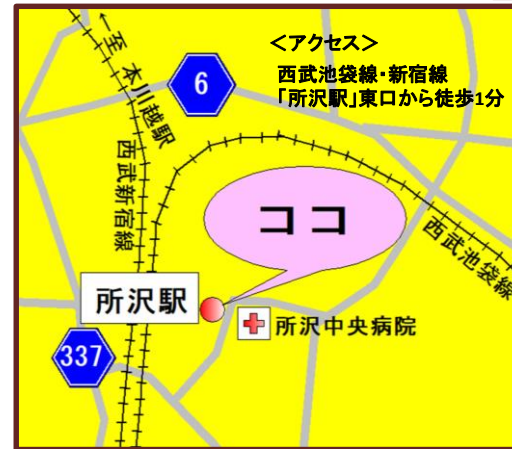 <アクセス>
西武池袋線・新宿線
「所沢駅」東口から徒歩1分
←至 本川越駅
6
西武新宿線
ココ
西武池袋線
所沢駅
所沢中央病院
337